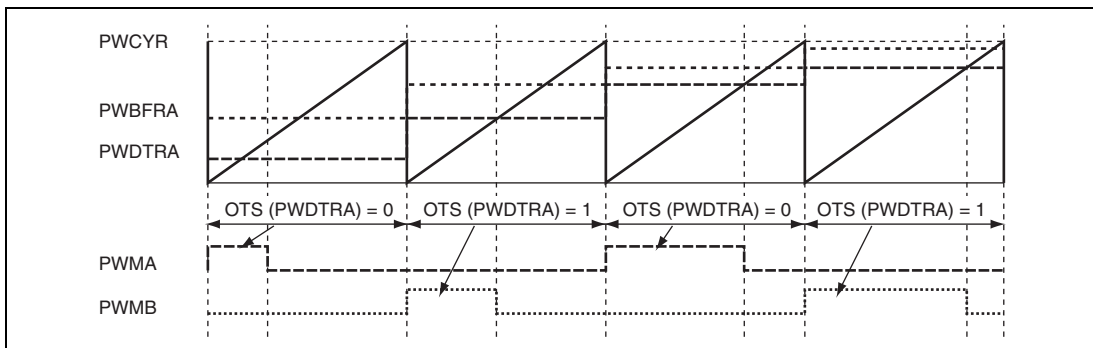 PWCYR
PWBFRA
PWDTRA
OTS (PWDTRA) = 0
OTS (PWDTRA) = 1
OTS (PWDTRA) = 0
OTS (PWDTRA) = 1
PWMA
PWMB